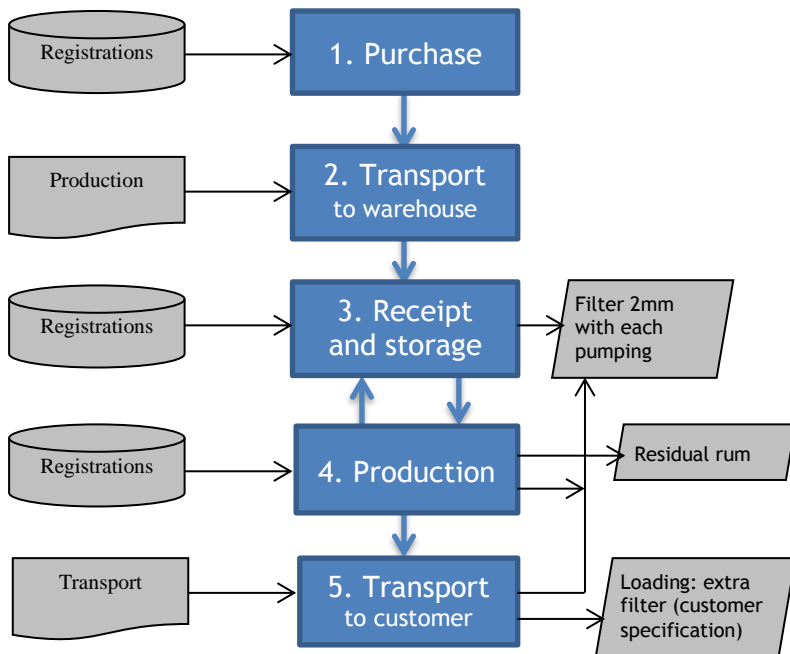 Registrations
1. Purchase
Production
2. Transport
to warehouse
Registrations
3. Receipt
and storage
Filter 2mm
with each
pumping
Registrations
4. Production
Residual rum
Transport
5. Transport
to customer
Loading: extra
filter (customer
specification)